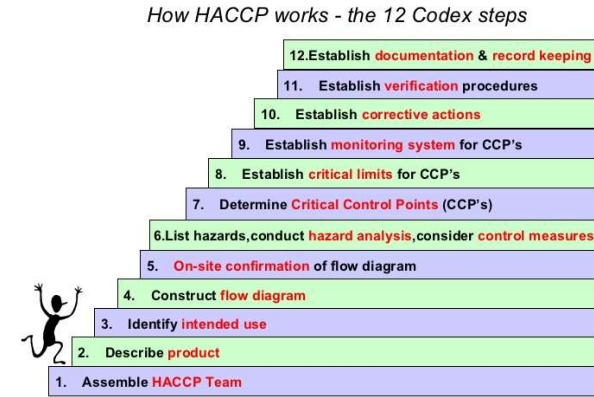 How HACCP works - the 12 Codex steps
12.Establish documentation & record keeping
11. Establish verification procedures
10. Establish corrective actions
9. Establish monitoring system for CCP's
8. Establish critical limits for CCP's
7. Determine Critical Control Points (CCP's)
6.List hazards,conduct hazard analysis,consider control measures
5. On-site confirmation of flow diagram
4. Construct flow diagram
3. Identify intended use
2. Describe product
1. Assemble HACCP Team